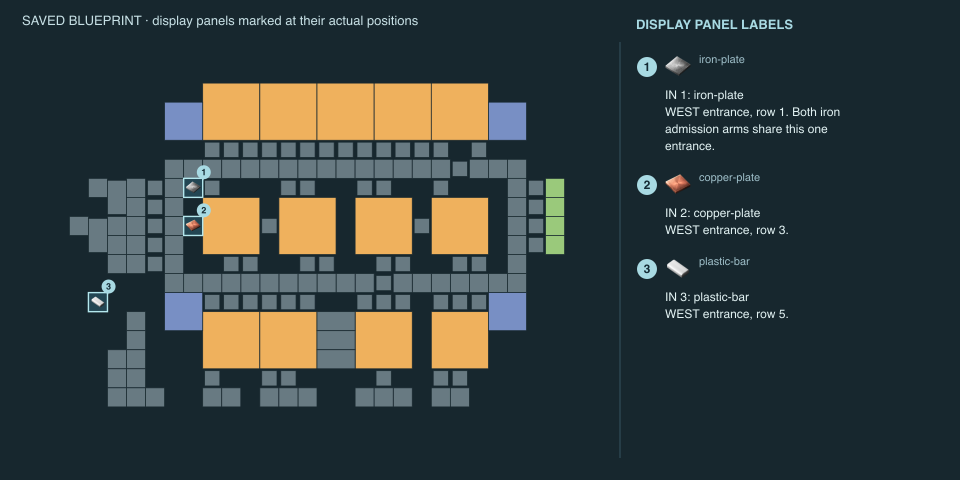 SAVED BLUEPRINT · display panels marked at their actual positions
1
2
3
DISPLAY PANEL LABELS
1 iron-plate
IN 1: iron-plate
WEST entrance, row 1. Both iron
admission arms share this one
entrance.
2 copper-plate
IN 2: copper-plate
WEST entrance, row 3.
3 plastic-bar
IN 3: plastic-bar
WEST entrance, row 5.